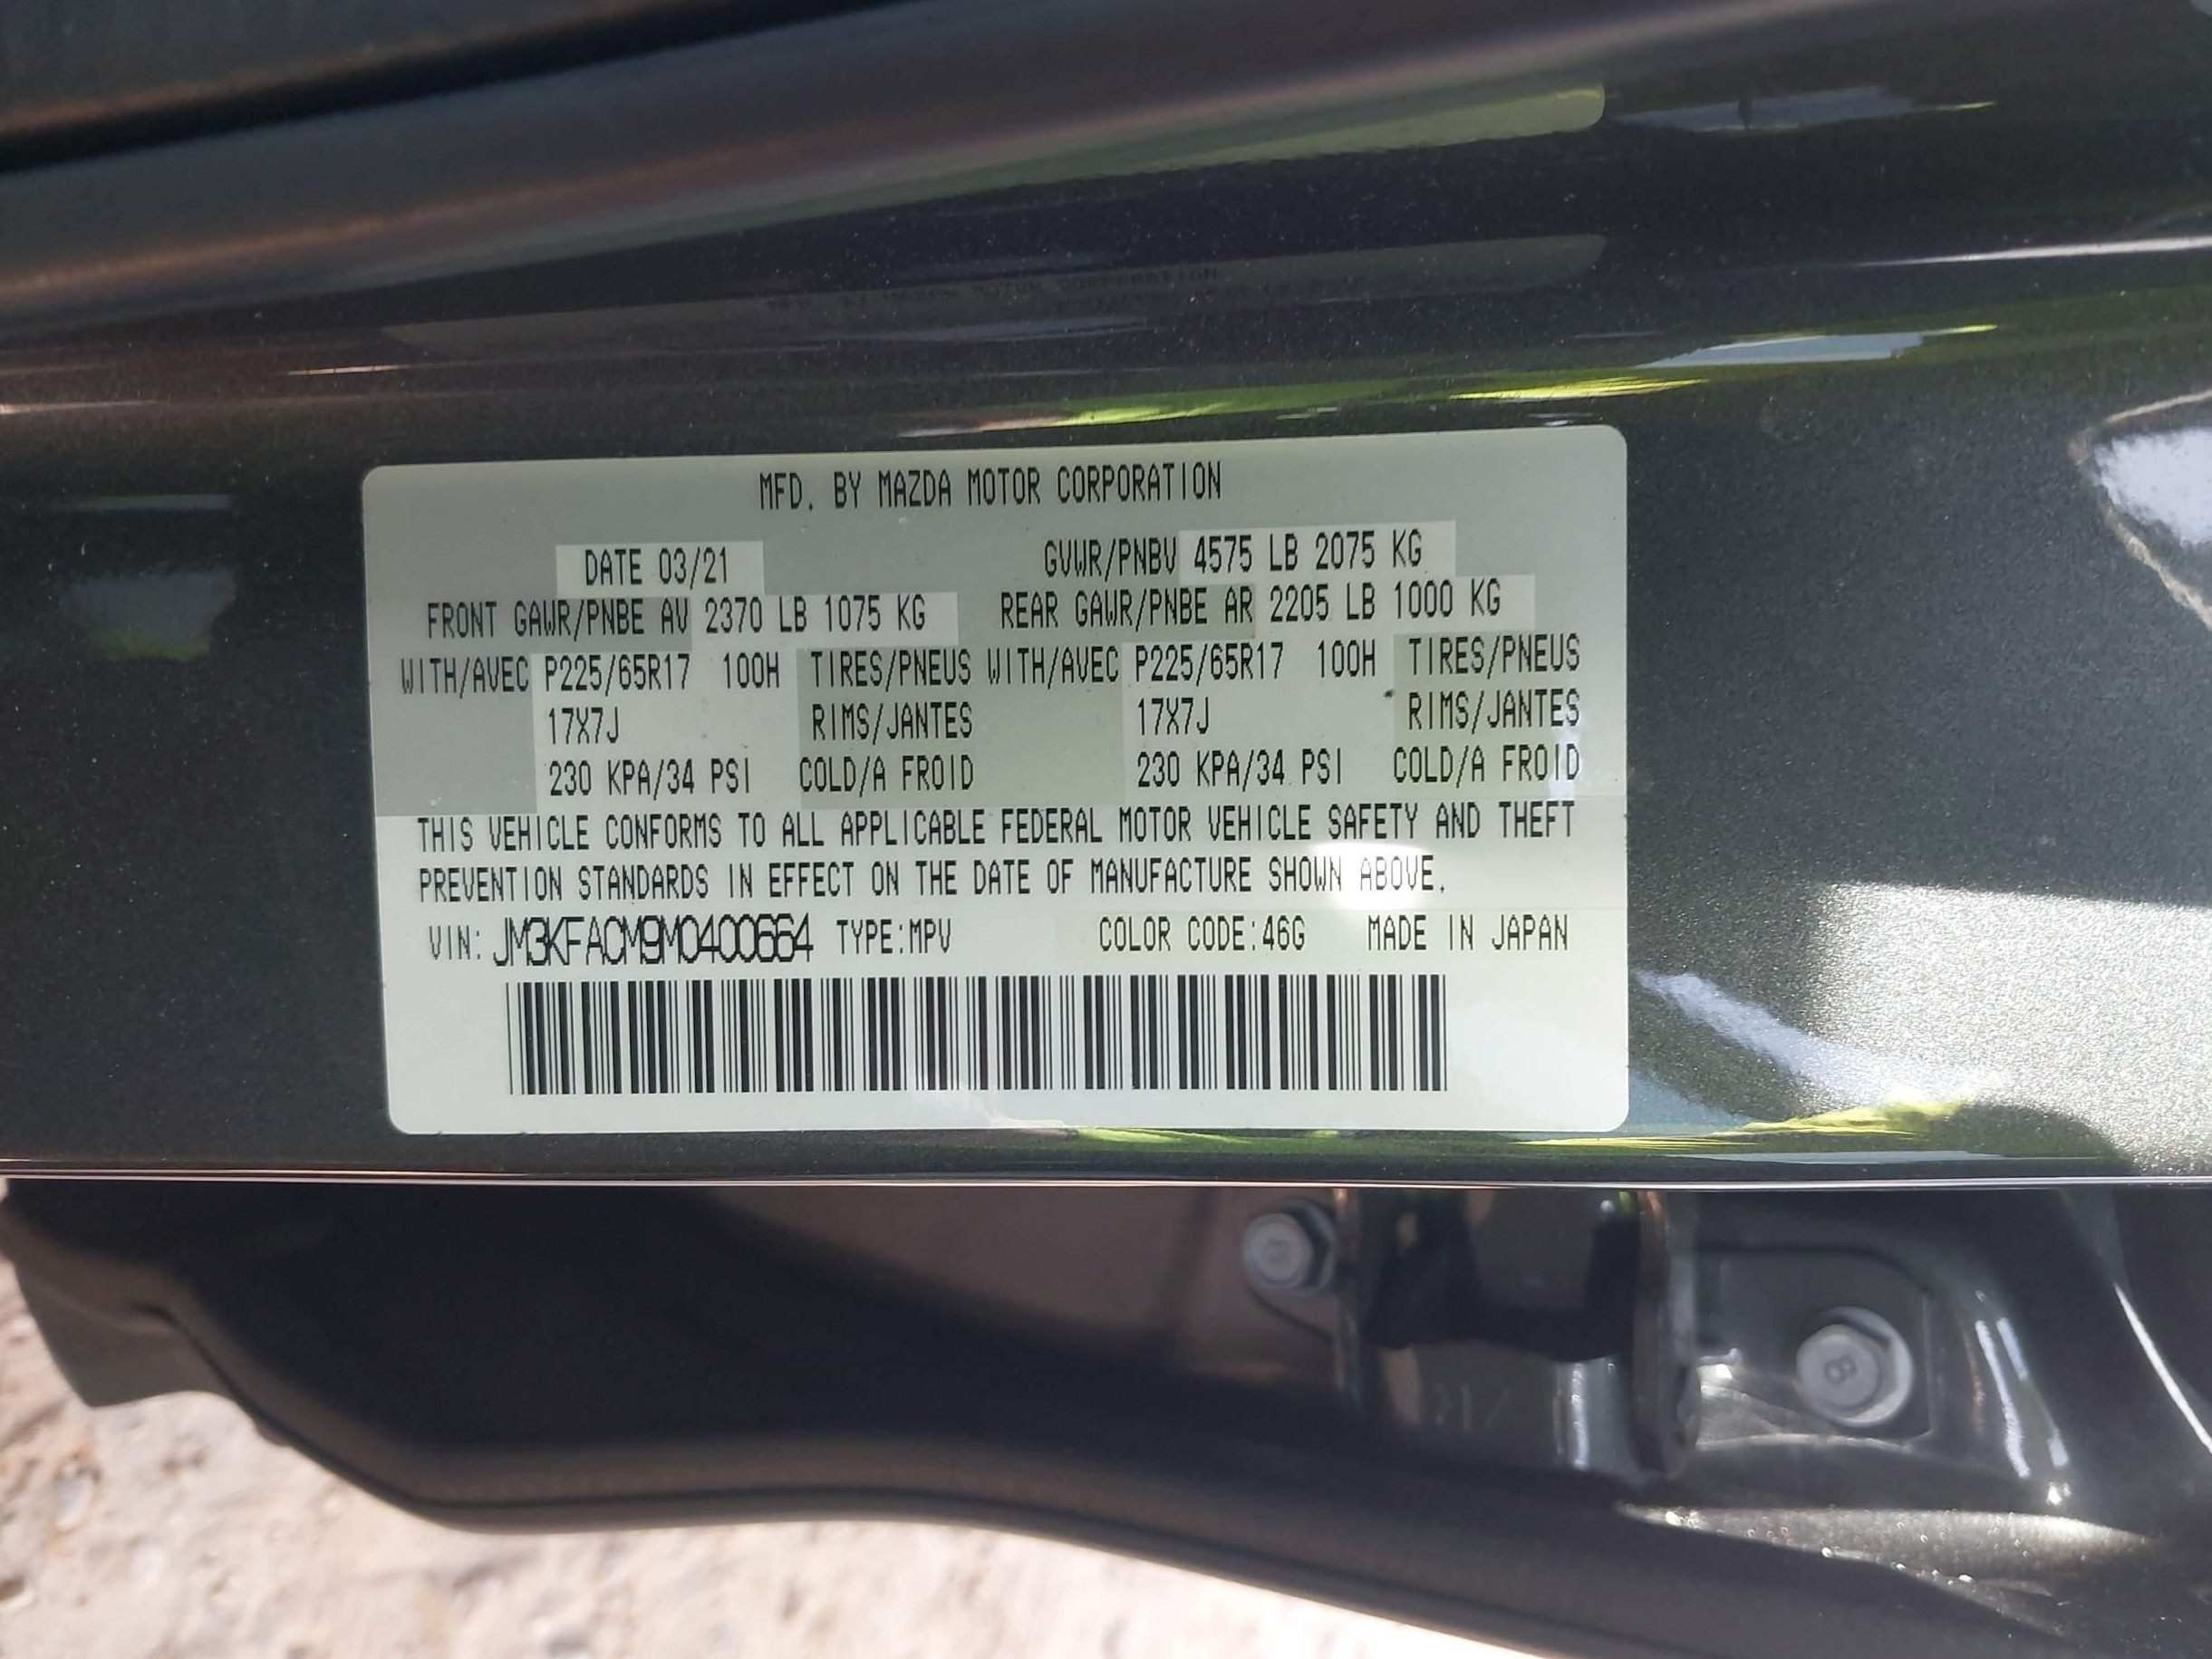 MFD. BY MAZDA MOTOR CORPORATION
DATE 03/21 GVWR/PNBV 4575 LB 2075 KG
FRONT GAWR/PNBE AV 2370 LB 1075 KG REAR GAWR/PNBE AR 2205 LB 1000 KG
WITH/AVEC P225/65R17 100H TIRES/PNEUS WITH/AVEC P225/65R17 100H TIRES/PNEUS
17X7J RIMS/JANTES 17X7J RIMS/JANTES
230 KPA/34 PSI COLD/A FROID 230 KPA/34 PSI COLD/A FROID
THIS VEHICLE CONFORMS TO ALL APPLICABLE FEDERAL MOTOR VEHICLE SAFETY AND THEFT
PREVENTION STANDARDS IN EFFECT ON THE DATE OF MANUFACTURE SHOWN ABOVE.
VIN: JM3KFACM9M0400664 TYPE:MPV COLOR CODE:46G MADE IN JAPAN
8